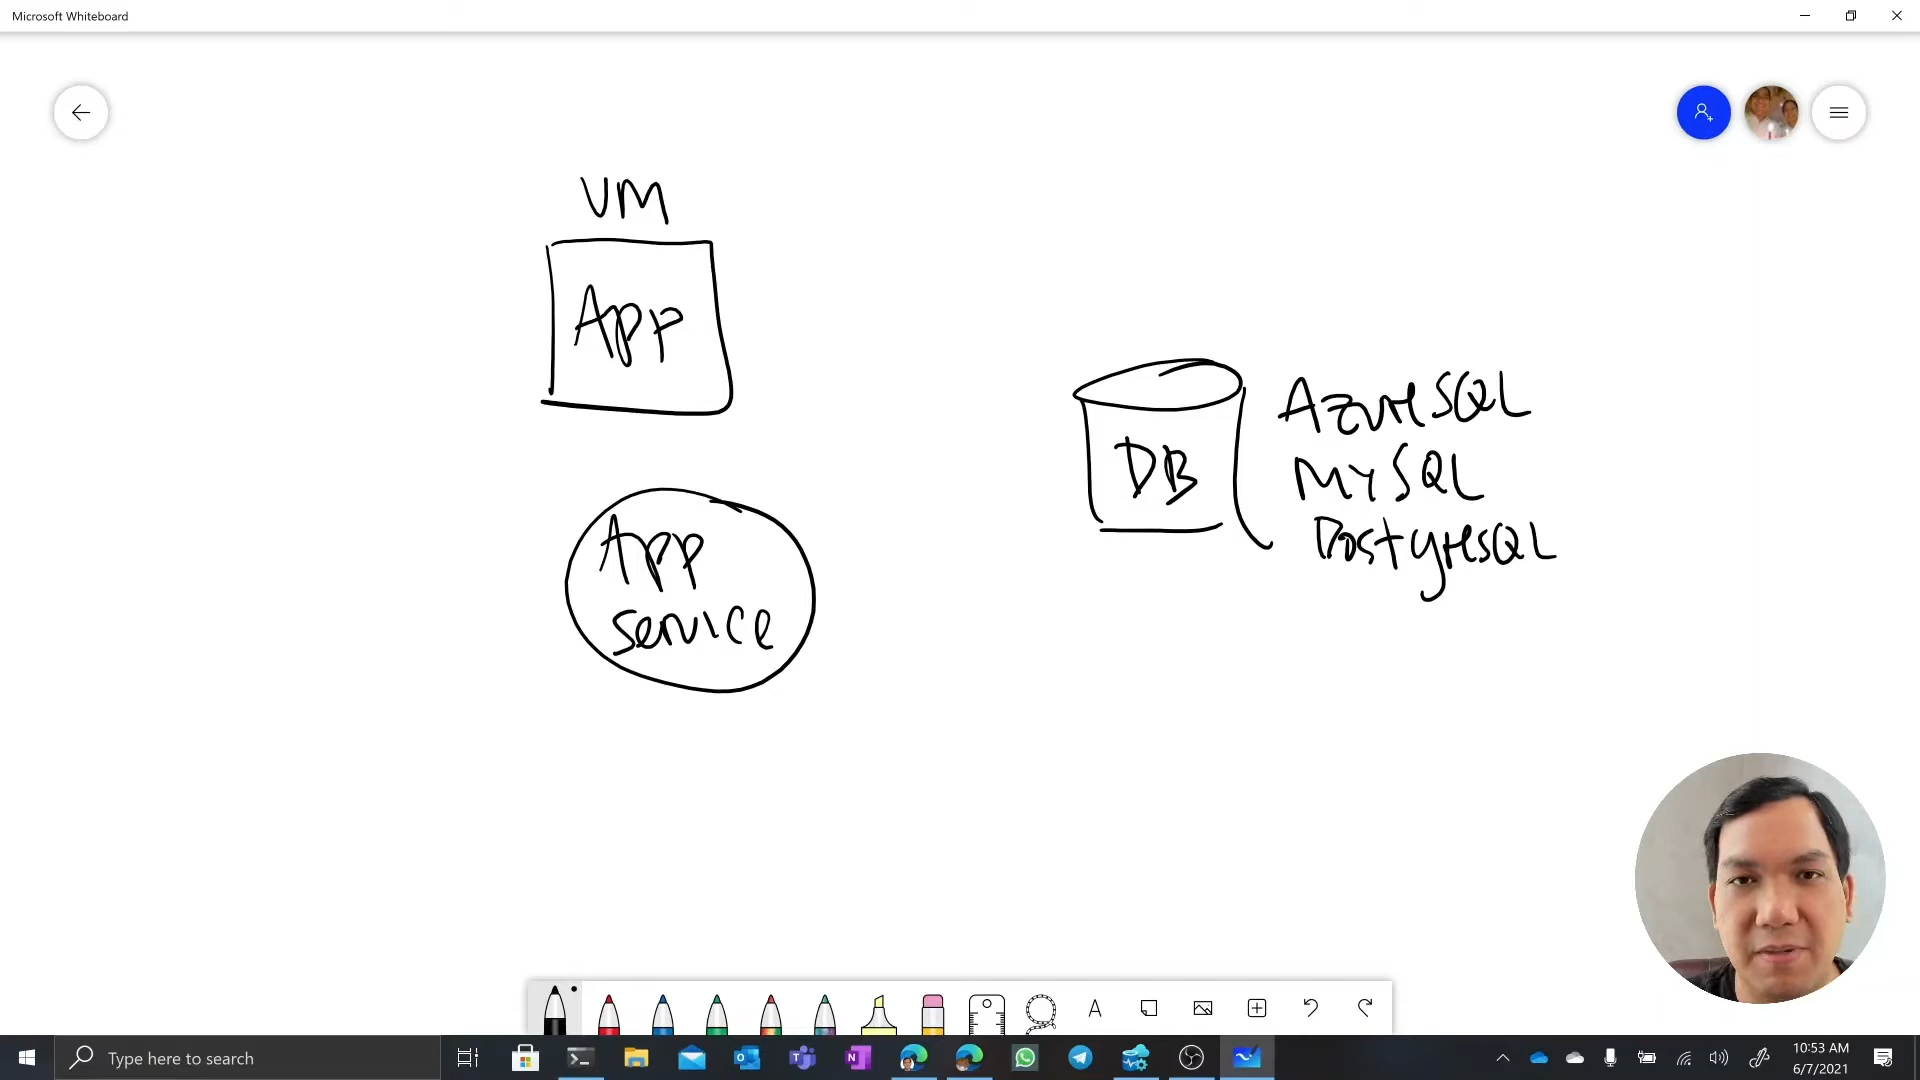 Microsoft Whiteboard
VM
App
DB
AzureSQL
MySQL
PostgreSQL
App
service
Type here to search
10:53 AM
6/7/2021